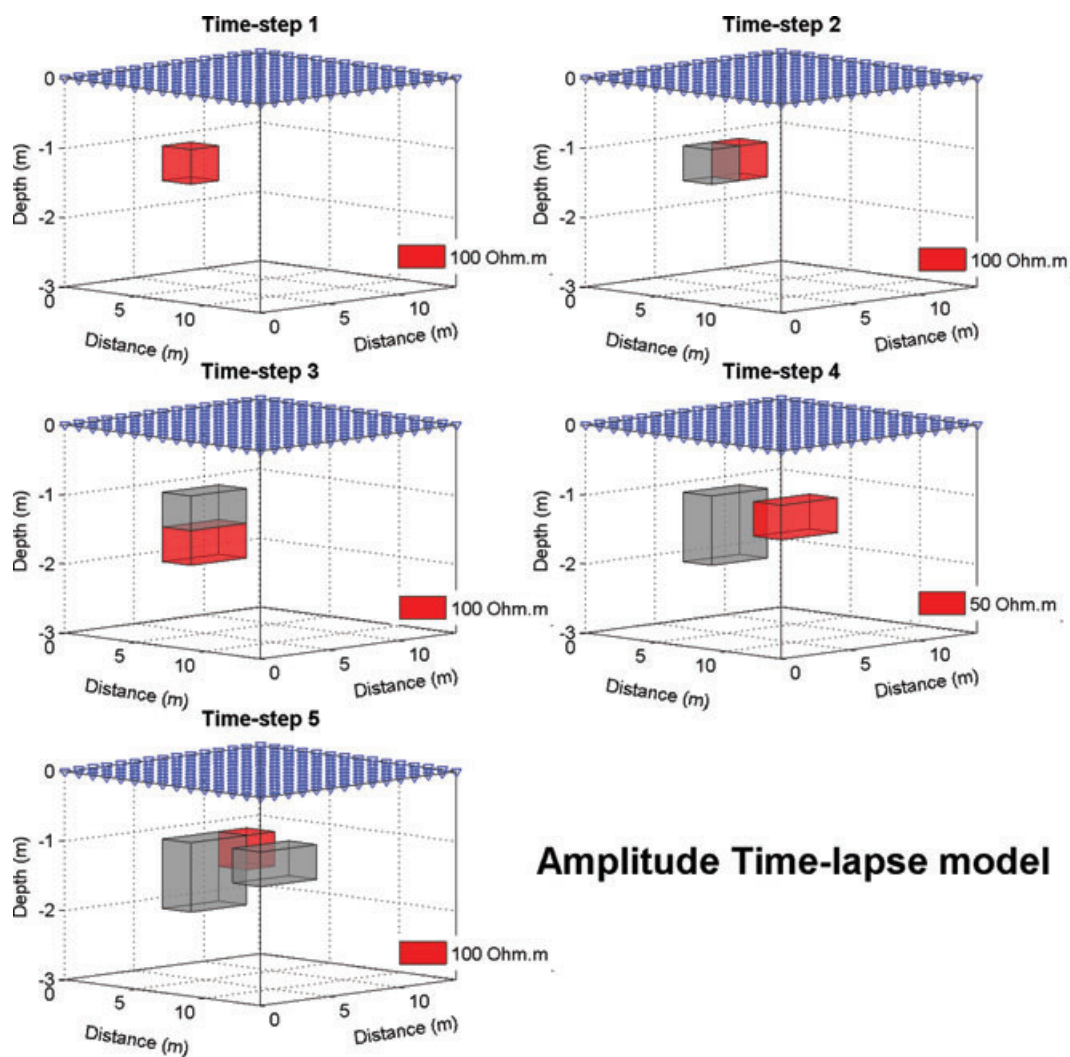 Time-step 1
0
-1
-2
-3
Depth (m)
0
5
10
Distance (m)
0
5
10
Distance (m)
100 Ohm.m
Time-step 2
0
-1
-2
-3
Depth (m)
0
5
10
Distance (m)
0
5
10
Distance (m)
100 Ohm.m
Time-step 3
0
-1
-2
-3
Depth (m)
0
5
10
Distance (m)
0
5
10
Distance (m)
100 Ohm.m
Time-step 4
0
-1
-2
-3
Depth (m)
0
5
10
Distance (m)
0
5
10
Distance (m)
50 Ohm.m
Time-step 5
0
-1
-2
-3
Depth (m)
0
5
10
Distance (m)
0
5
10
Distance (m)
100 Ohm.m
Amplitude Time-lapse model